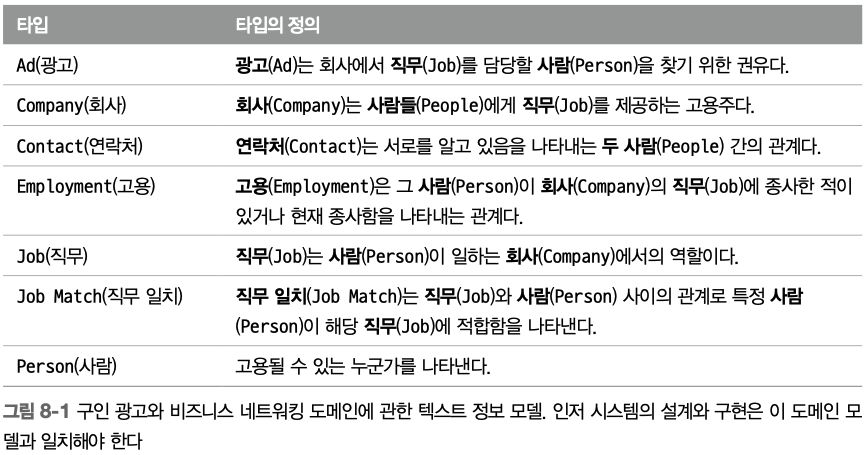 타입 타입의 정의
Ad(광고) 광고(Ad)는 회사에서 직무(Job)를 담당할 사람(Person)을 찾기 위한 권유다.
Company(회사) 회사(Company)는 사람들(People)에게 직무(Job)를 제공하는 고용주다.
Contact(연락처) 연락처(Contact)는 서로를 알고 있음을 나타내는 두 사람(People) 간의 관계다.
Employment(고용) 고용(Employment)은 그 사람(Person)이 회사(Company)의 직무(Job)에 종사한 적이
있거나 현재 종사함을 나타내는 관계다.
Job(직무) 직무(Job)는 사람(Person)이 일하는 회사(Company)에서의 역할이다.
Job Match(직무 일치) 직무 일치(Job Match)는 직무(Job)와 사람(Person) 사이의 관계로 특정 사람
(Person)이 해당 직무(Job)에 적합함을 나타낸다.
Person(사람) 고용될 수 있는 누군가를 나타낸다.
그림 8-1 구인 광고와 비즈니스 네트워킹 도메인에 관한 텍스트 정보 모델. 인저 시스템의 설계와 구현은 이 도메인 모
델과 일치해야 한다